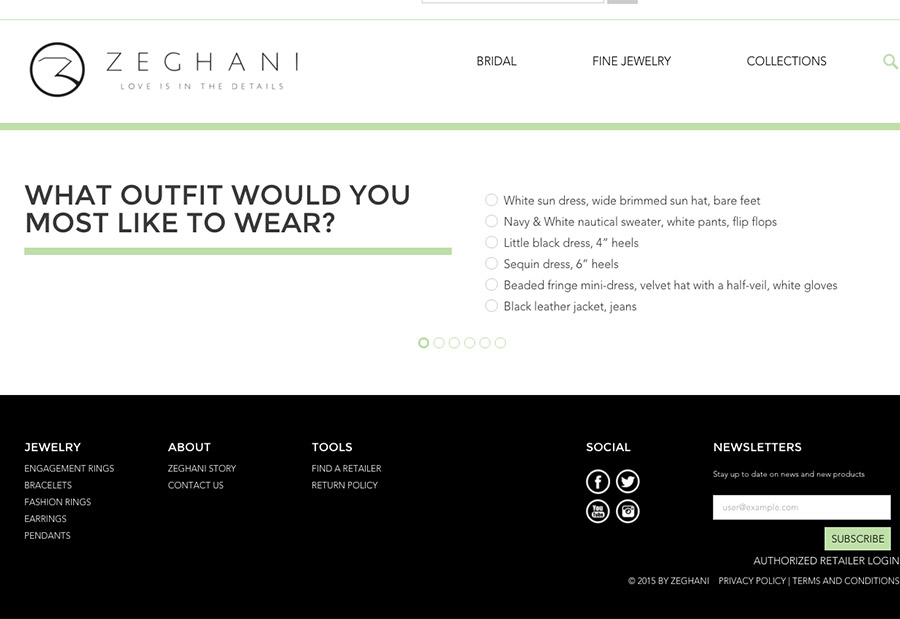 ZEGHANI
LOVE IS IN THE DETAILS
BRIDAL
FINE JEWELRY
COLLECTIONS
WHAT OUTFIT WOULD YOU
MOST LIKE TO WEAR?
White sun dress, wide brimmed sun hat, bare feet
Navy & White nautical sweater, white pants, flip flops
Little black dress, 4” heels
Sequin dress, 6” heels
Beaded fringe mini-dress, velvet hat with a half-veil, white gloves
Black leather jacket, jeans
JEWELRY
ENGAGEMENT RINGS
BRACELETS
FASHION RINGS
EARRINGS
PENDANTS
ABOUT
ZEGHANI STORY
CONTACT US
TOOLS
FIND A RETAILER
RETURN POLICY
SOCIAL
You
Tube
NEWSLETTERS
Stay up to date on news and new products
user@example.com
SUBSCRIBE
AUTHORIZED RETAILER LOGIN
© 2015 BY ZEGHANI PRIVACY POLICY | TERMS AND CONDITIONS